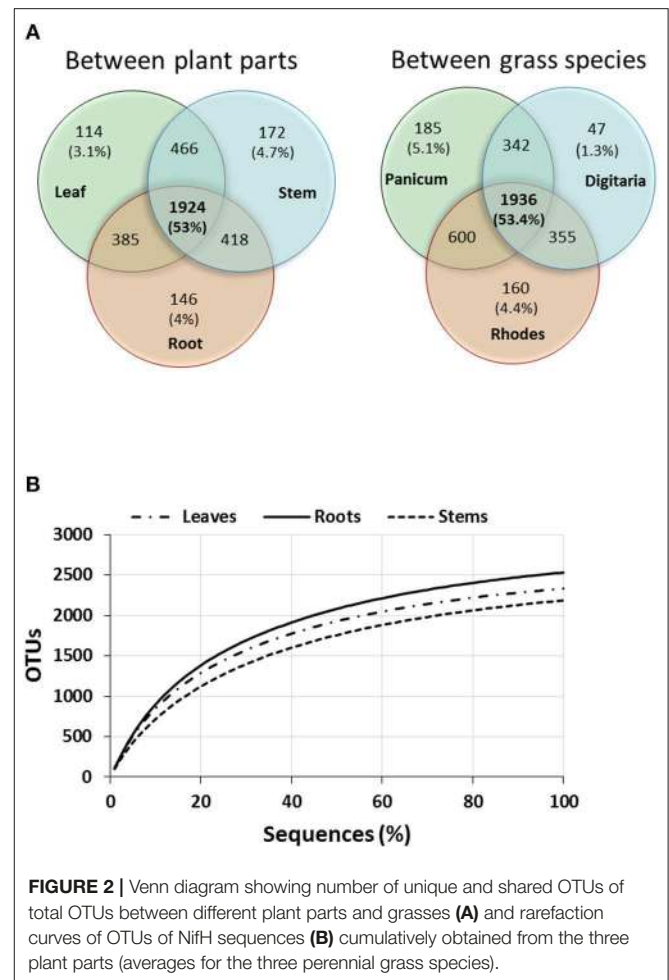 A
Between plant parts
Between grass species
114
(3.1%)
466
172
(4.7%)
Leaf
Stem
1924
(53%)
385
418
146
(4%)
Root
185
(5.1%)
342
47
(1.3%)
Panicum
Digitaria
1936
(53.4%)
600
355
160
(4.4%)
Rhodes
B
Leaves Roots Stems
3000
2500
2000
1500
1000
500
0
OTUs
0 20 40 60 80 100
Sequences (%)
FIGURE 2 | Venn diagram showing number of unique and shared OTUs of
total OTUs between different plant parts and grasses (A) and rarefaction
curves of OTUs of NifH sequences (B) cumulatively obtained from the three
plant parts (averages for the three perennial grass species).